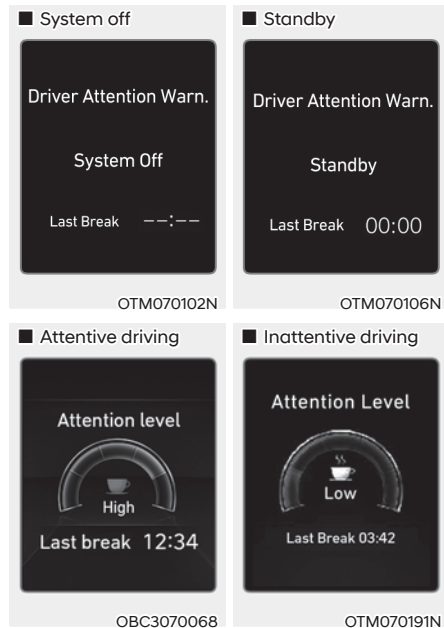 ■ System off
Driver Attention Warn.
System Off
Last Break --:--
OTM070102N
■ Standby
Driver Attention Warn.
Standby
Last Break 00:00
OTM070106N
■ Attentive driving
Attention level
High
Last break 12:34
OBC3070068
■ Inattentive driving
Attention Level
Low
Last Break 03:42
OTM070191N